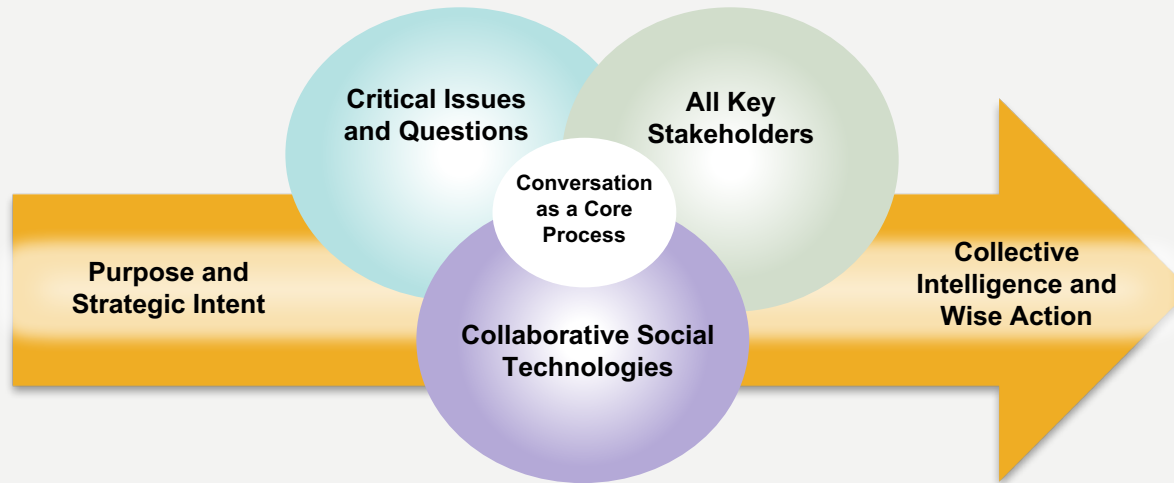 Critical Issues
and Questions
All Key
Stakeholders
Conversation
as a Core
Process
Purpose and
Strategic Intent
Collective
Intelligence and
Wise Action
Collaborative Social
Technologies